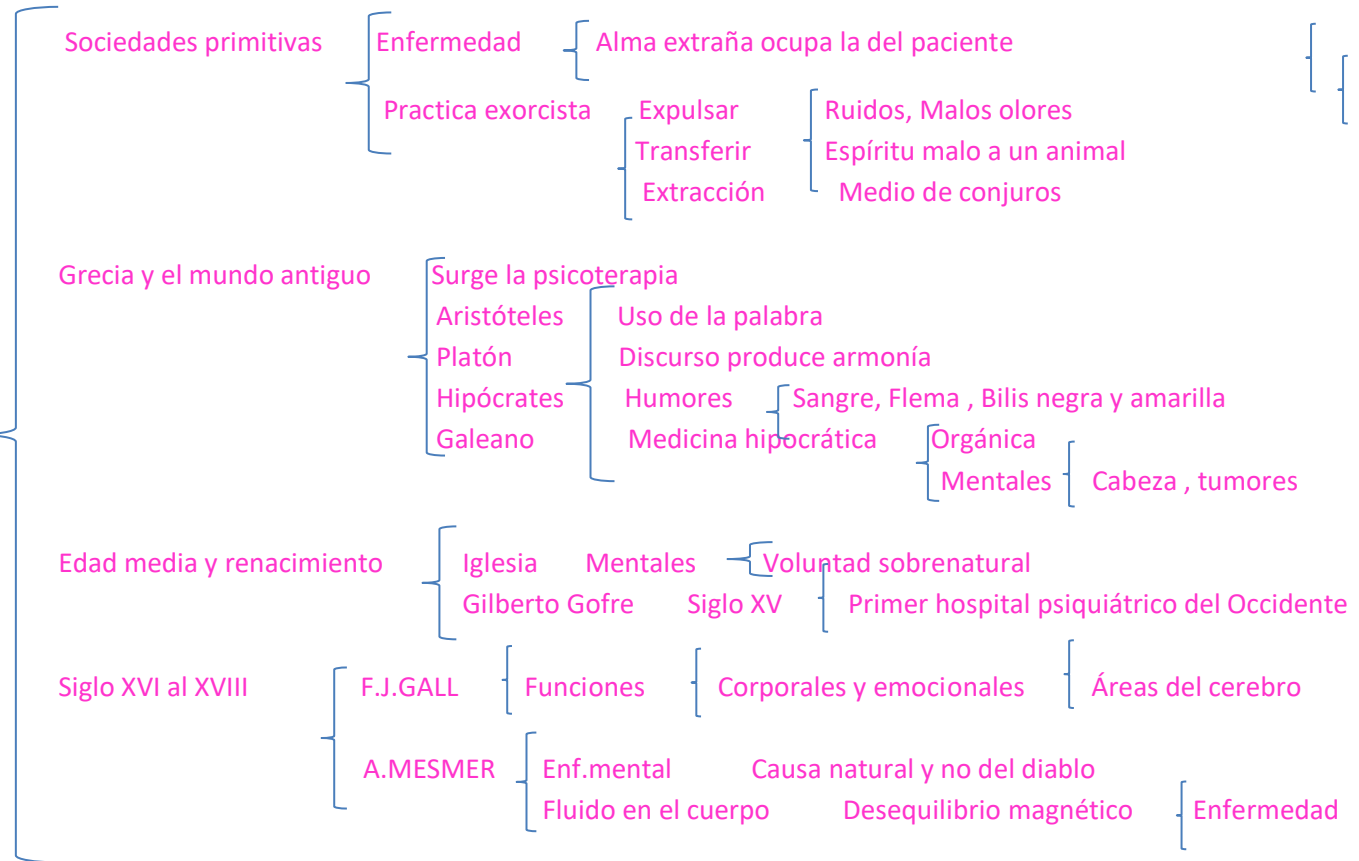 Sociedades primitivas Enfermedad Alma extraña ocupa la del paciente
Practica exorcista Expulsar Ruidos, Malos olores
Transferir Espíritu malo a un animal
Extracción Medio de conjuros
Grecia y el mundo antiguo Surge la psicoterapia
Aristóteles Uso de la palabra
Platón Discurso produce armonía
Hipócrates Humores Sangre, Flema , Bilis negra y amarilla
Galeano Medicina hipocrática Orgánica
Mentales Cabeza , tumores
Edad media y renacimiento Iglesia Mentales Voluntad sobrenatural
Gilberto Gofre Siglo XV Primer hospital psiquiátrico del Occidente
Siglo XVI al XVIII F.J.GALL Funciones Corporales y emocionales Áreas del cerebro
A.MESMER Enf.mental Causa natural y no del diablo
Fluido en el cuerpo Desequilibrio magnético Enfermedad